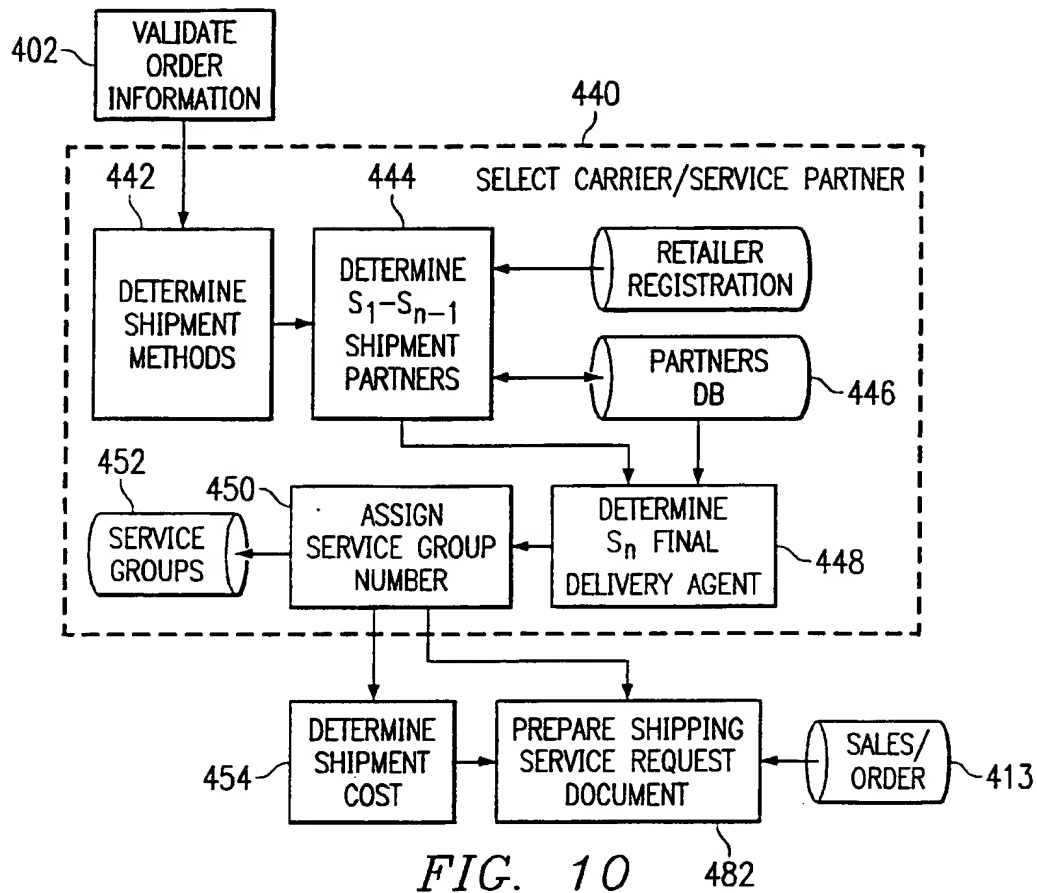 402
VALIDATE
ORDER
INFORMATION
440
SELECT CARRIER/SERVICE PARTNER
442
DETERMINE
SHIPMENT
METHODS
444
DETERMINE
S1-Sn-1
SHIPMENT
PARTNERS
RETAILER
REGISTRATION
PARTNERS
DB
446
452
SERVICE
GROUPS
450
ASSIGN
SERVICE GROUP
NUMBER
DETERMINE
Sn FINAL
DELIVERY AGENT
448
454
DETERMINE
SHIPMENT
COST
PREPARE SHIPPING
SERVICE REQUEST
DOCUMENT
482
SALES/
ORDER
413
FIG. 10